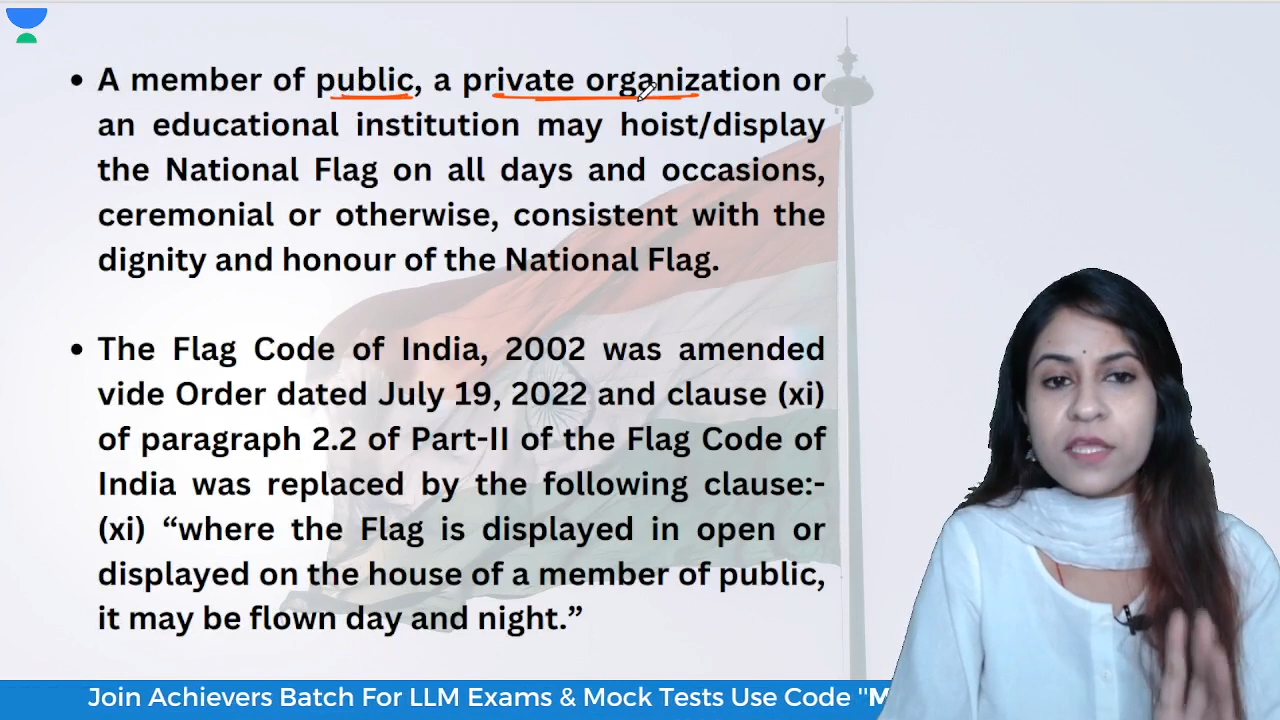 • A member of public, a private organization or
an educational institution may hoist/display
the National Flag on all days and occasions,
ceremonial or otherwise, consistent with the
dignity and honour of the National Flag.
• The Flag Code of India, 2002 was amended
vide Order dated July 19, 2022 and clause (xi)
of paragraph 2.2 of Part-II of the Flag Code of
India was replaced by the following clause:-
(xi) “where the Flag is displayed in open or
displayed on the house of a member of public,
it may be flown day and night.”
Join Achievers Batch For LLM Exams & Mock Tests Use Code "M